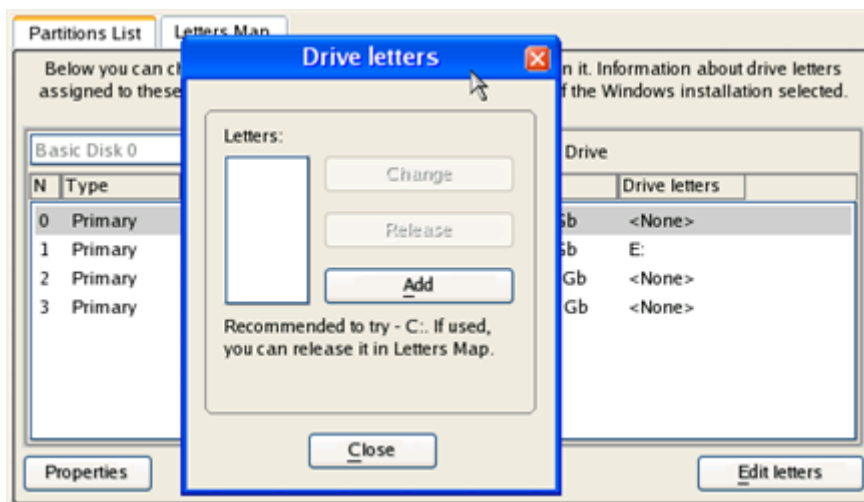 Partitions List Letters Map
Drive letters
Below you can n it. Information about drive letters
assigned to these f the Windows installation selected.
Letters:
Basic Disk 0 Drive
Change
N Type Drive letters
0 Primary Gb <None>
Release
1 Primary Gb E:
2 Primary Gb <None>
Add
3 Primary Gb <None>
Recommended to try - C:. If used,
you can release it in Letters Map.
Close
Properties Edit letters